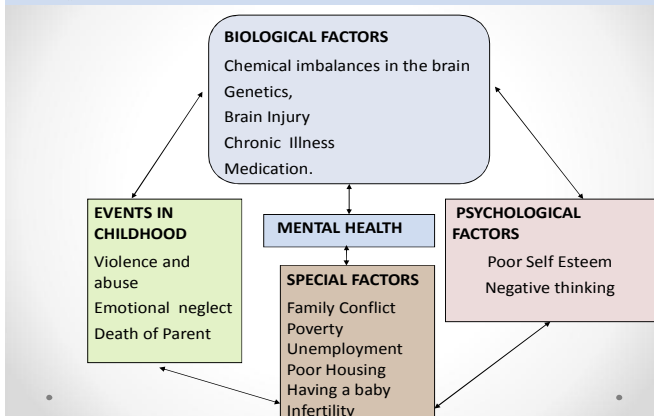 BIOLOGICAL FACTORS
Chemical imbalances in the brain
Genetics,
Brain Injury
Chronic Illness
Medication.
EVENTS IN
CHILDHOOD
Violence and
abuse
Emotional neglect
Death of Parent
MENTAL HEALTH
PSYCHOLOGICAL
FACTORS
Poor Self Esteem
Negative thinking
SPECIAL FACTORS
Family Conflict
Poverty
Unemployment
Poor Housing
Having a baby
Infertility